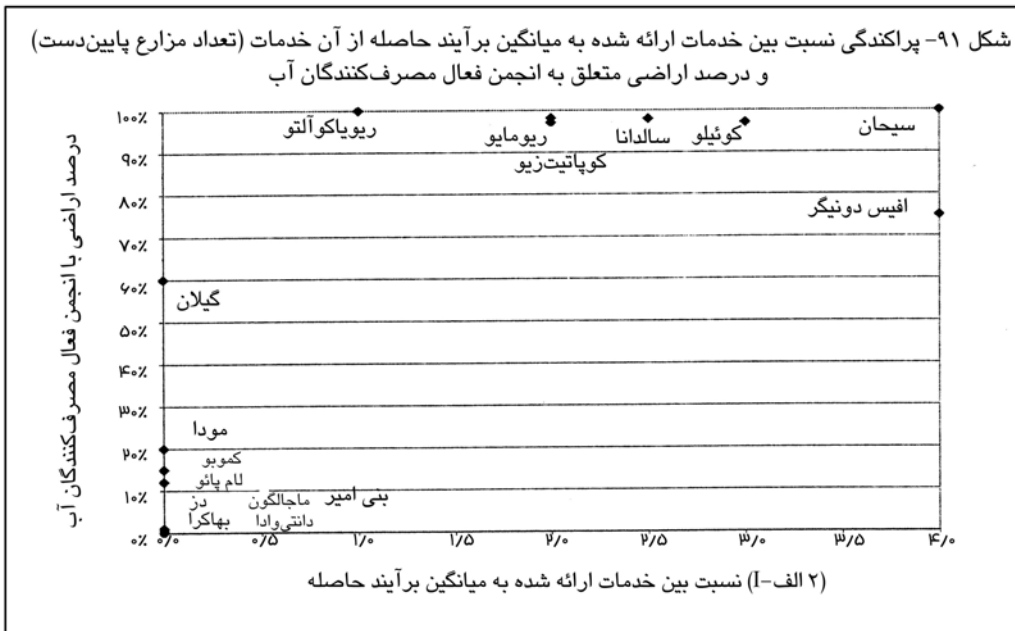 شکل ۹۱- پراکندگی نسبت بین خدمات ارائه شده به میانگین برآیند حاصله از آن خدمات (تعداد مزارع پایین‌دست)
و درصد اراضی متعلق به انجمن فعال مصرف‌کنندگان آب
درصد اراضی با انجمن فعال مصرف‌کنندگان آب
۱۰۰٪
ریویاکوآلتو
ریومایو
سالدانا
کوئیلو
سیحان
کوپاتیت‌زیو
۹۰٪
۸۰٪
افیس دونیگر
۷۰٪
۶۰٪
گیلان
۵۰٪
۴۰٪
۳۰٪
مودا
۲۰٪
کموبو
لام پائو
۱۰٪
دز
ماجالگون
بنی امیر
بهاکرا
دانتی‌وادا
۰٪
۰/۰ ۰/۵ ۱/۰ ۱/۵ ۲/۰ ۲/۵ ۳/۰ ۳/۵ ۴/۰
(۲ الف-I) نسبت بین خدمات ارائه شده به میانگین برآیند حاصله